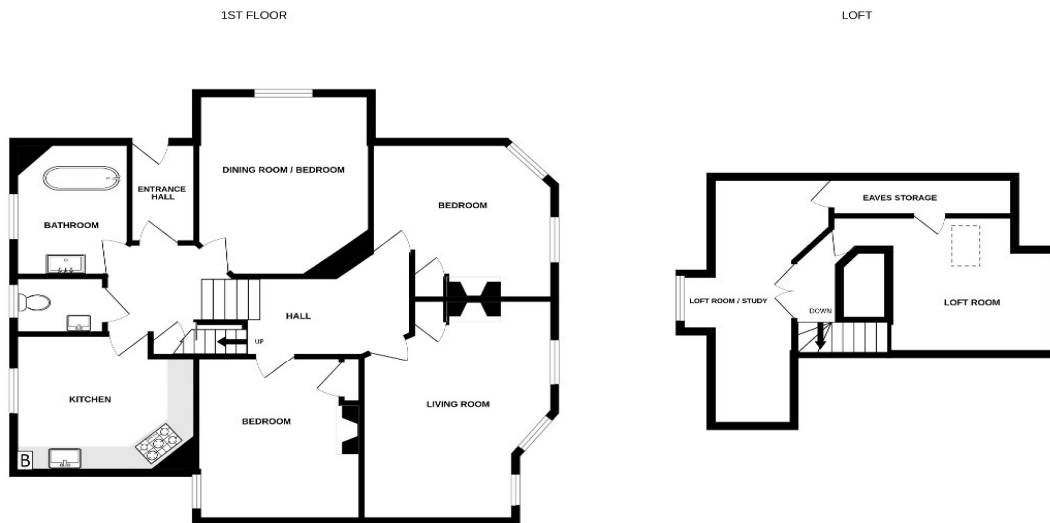 1ST FLOOR
LOFT
DINING ROOM / BEDROOM
ENTRANCE
HALL
BATHROOM
BEDROOM
HALL
UP
KITCHEN
BEDROOM
LIVING ROOM
B
EAVES STORAGE
LOFT ROOM / STUDY
LOFT ROOM
DOWN